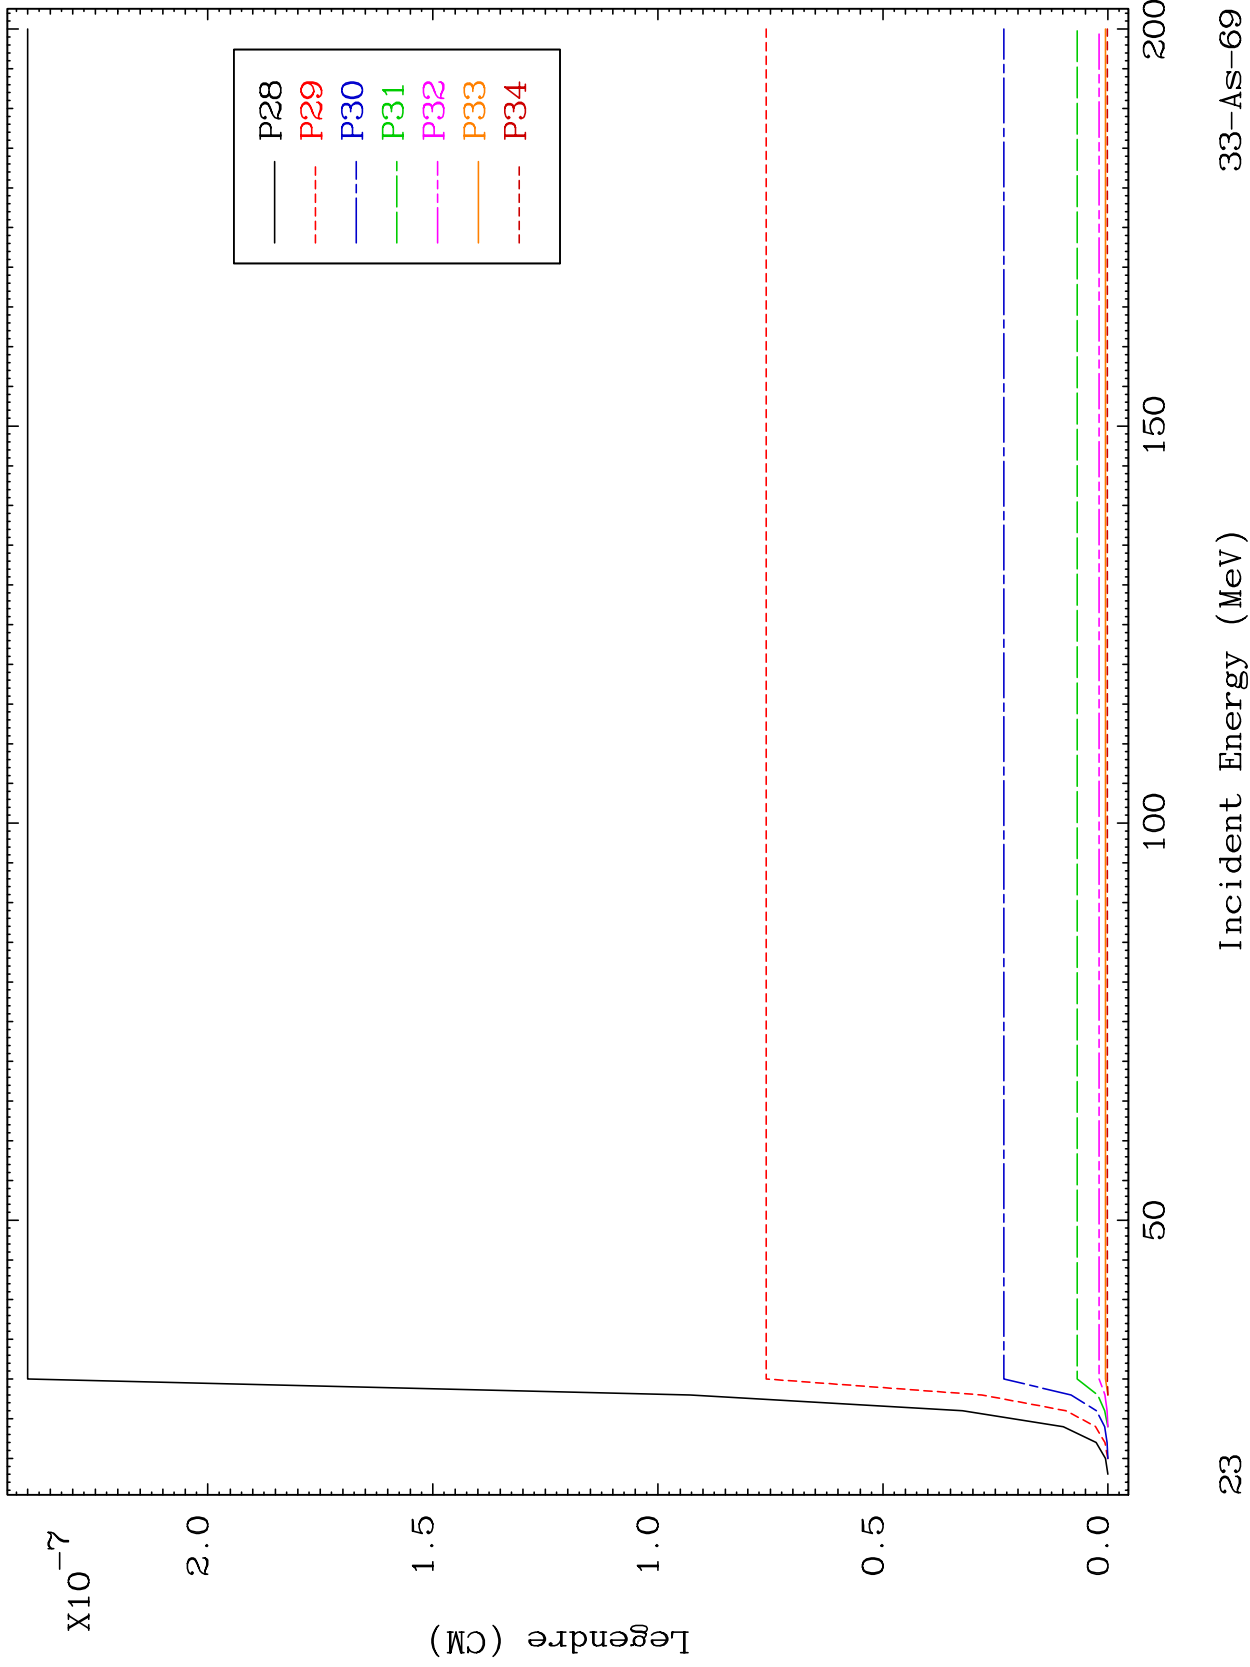 X10-7
2.0
1.5
1.0
0.5
0.0
Legendre (CM)
P28
P29
P30
P31
P32
P33
P34
50
100
150
200
Incident Energy (MeV)
23
33-As-69